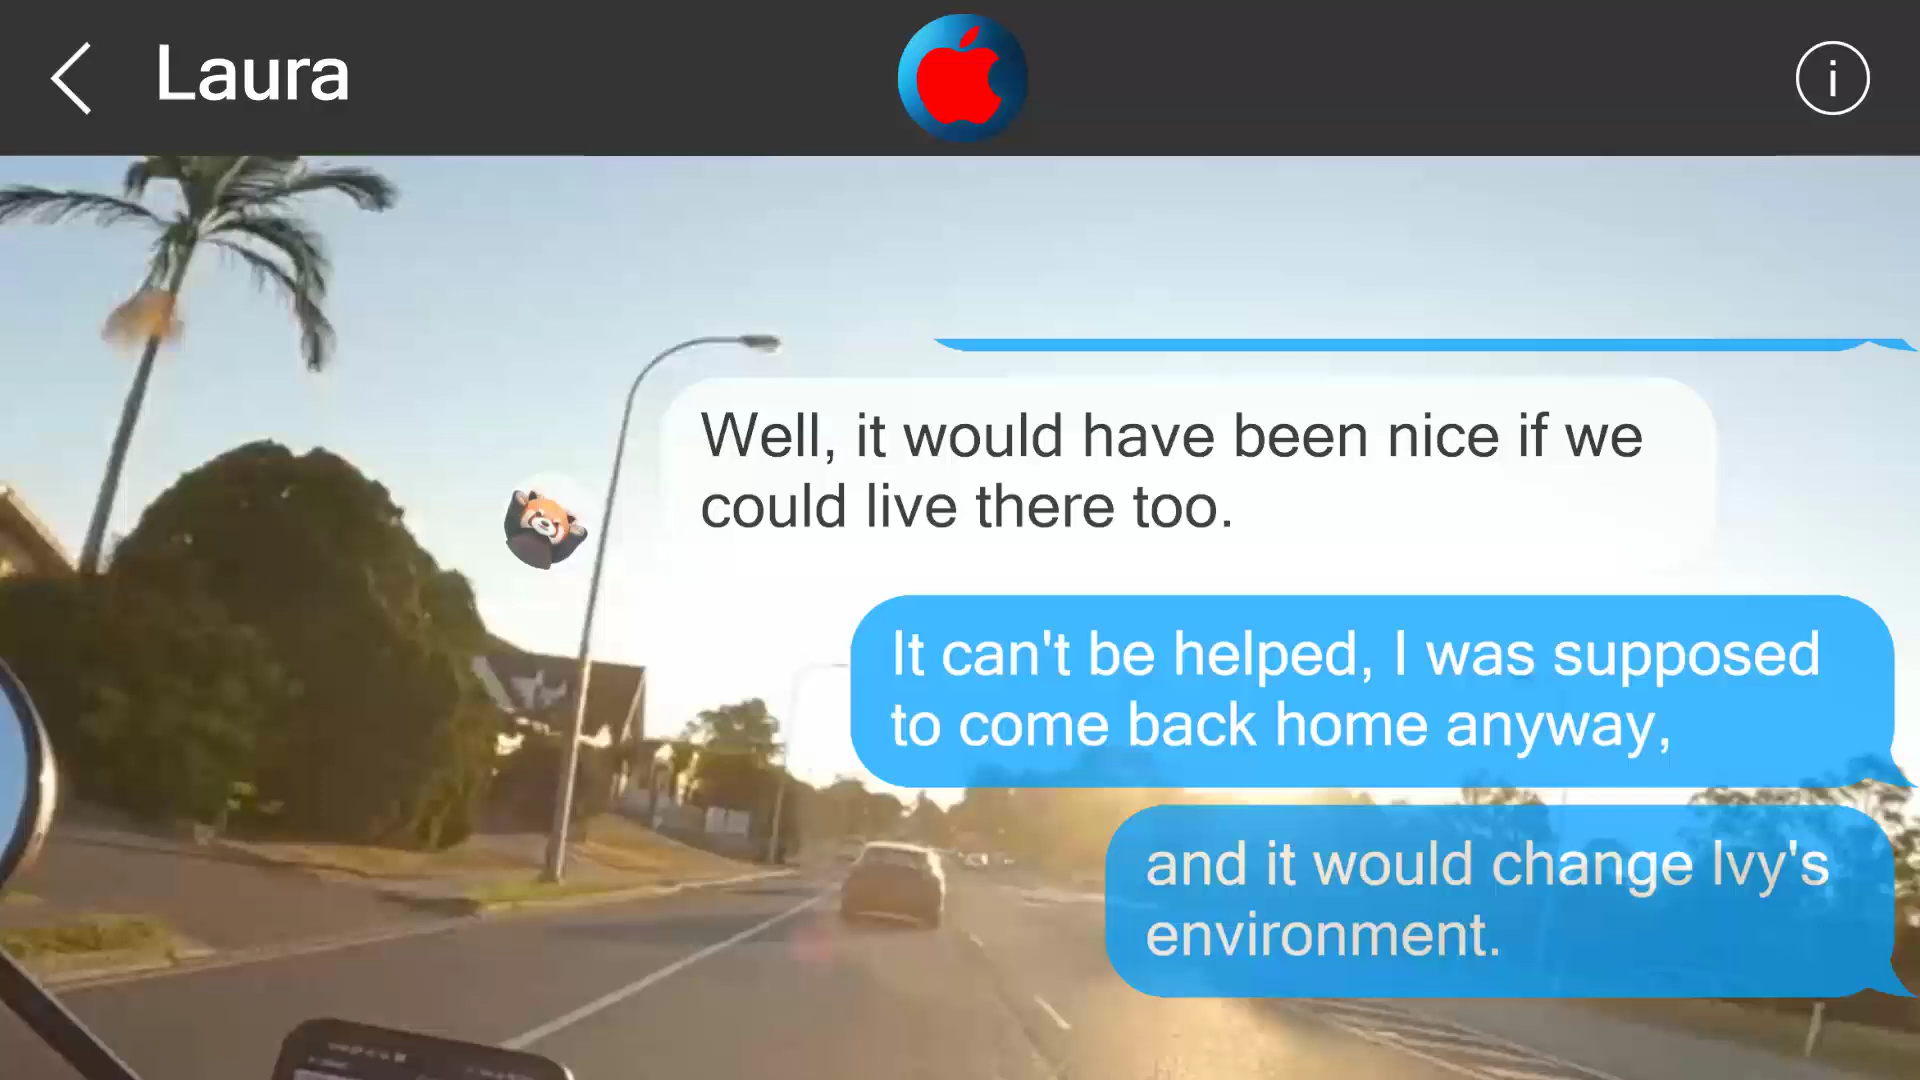 Laura
i
Well, it would have been nice if we
could live there too.
It can't be helped, I was supposed
to come back home anyway,
and it would change Ivy's
environment.